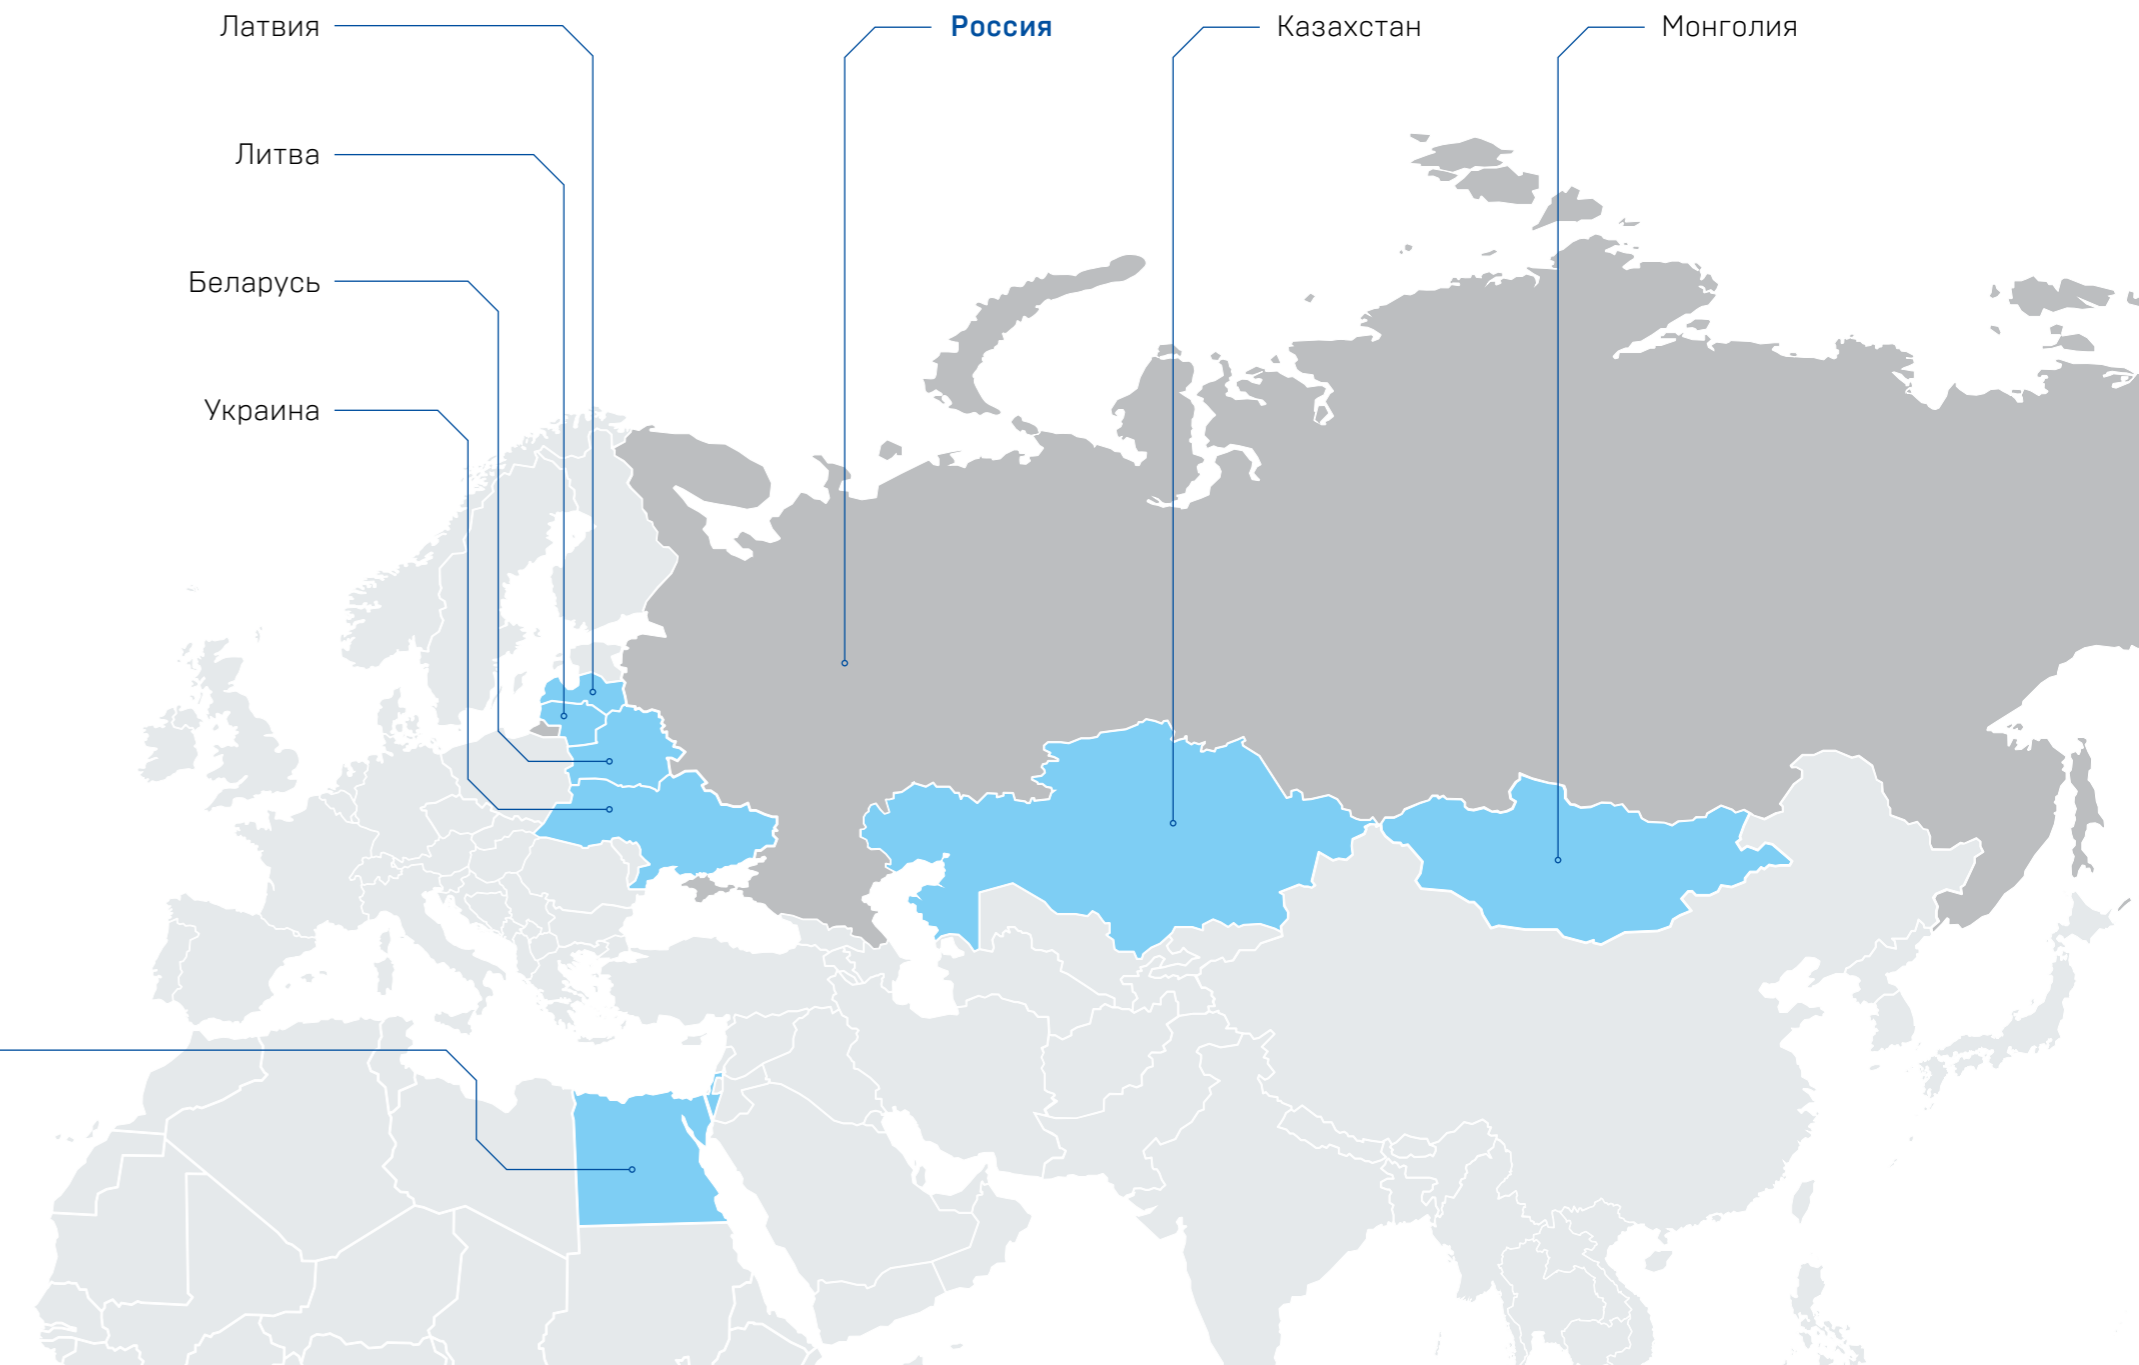 Латвия
Россия
Казахстан
Монголия
Литва
Беларусь
Украина